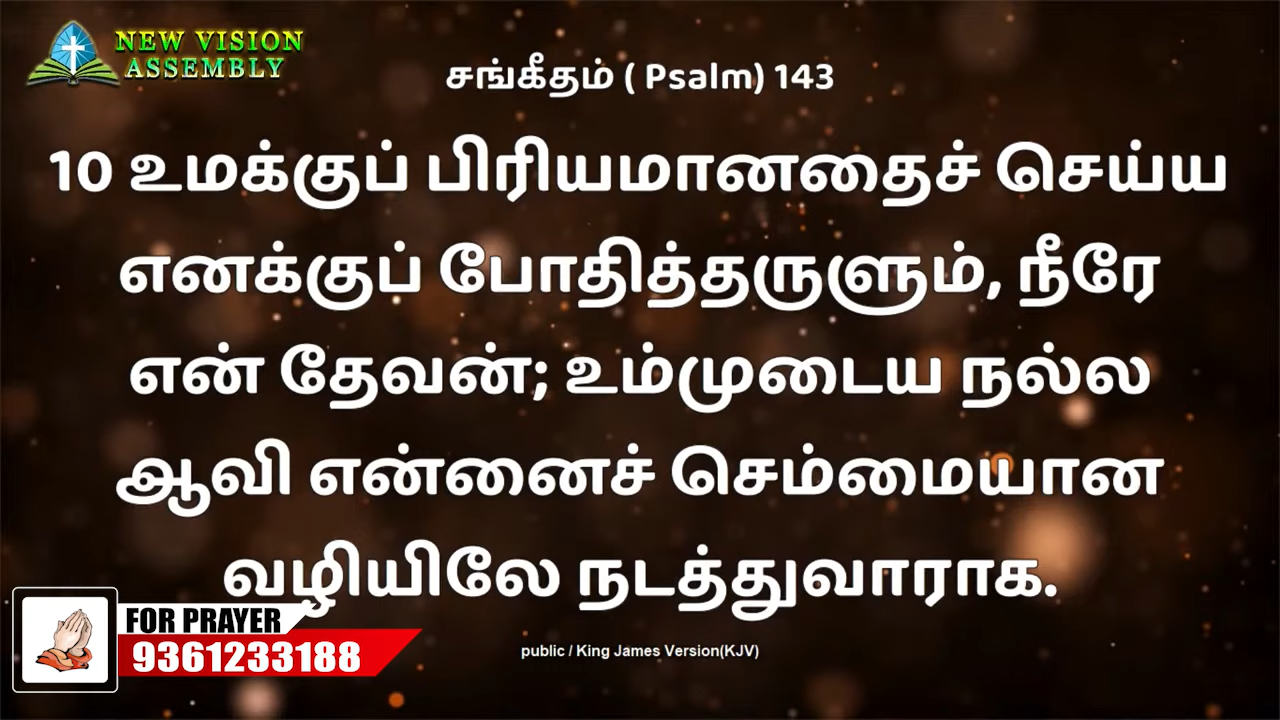 NEW VISION
ASSEMBLY
சங்கீதம் ( Psalm) 143
10 உமக்குப் பிரியமானதைச் செய்ய
எனக்குப் போதித்தருளும், நீரே
என் தேவன்; உம்முடைய நல்ல
ஆவி என்னைச் செம்மையான
வழியிலே நடத்துவாராக.
FOR PRAYER
9361233188
public / King James Version(KJV)